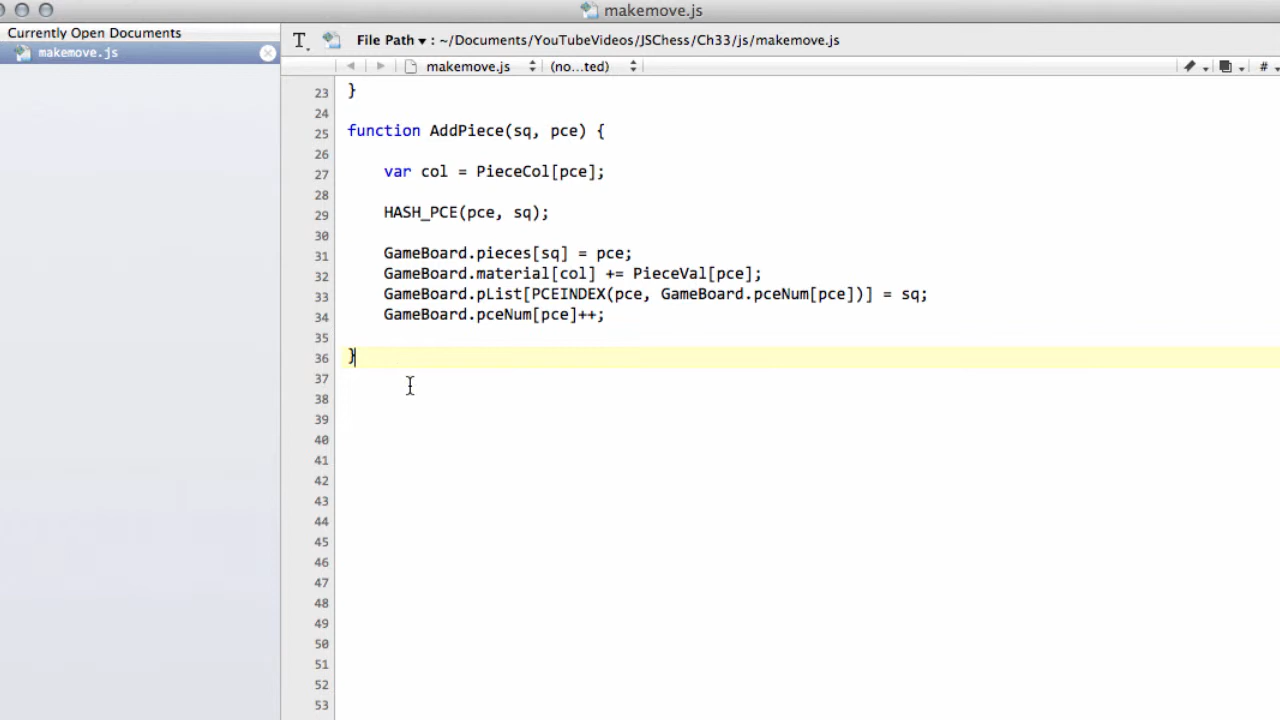 makemove.js
Currently Open Documents
makemove.js
File Path ▾ : ~/Documents/YouTubeVideos/JSChess/Ch33/js/makemove.js
makemove.js (no...ted) #
23 }
24
25 function AddPiece(sq, pce) {
26
27 var col = PieceCol[pce];
28
29 HASH_PCE(pce, sq);
30
31 GameBoard.pieces[sq] = pce;
32 GameBoard.material[col] += PieceVal[pce];
33 GameBoard.pList[PCEINDEX(pce, GameBoard.pceNum[pce])] = sq;
34 GameBoard.pceNum[pce]++;
35
36 }
37
38
39
40
41
42
43
44
45
46
47
48
49
50
51
52
53